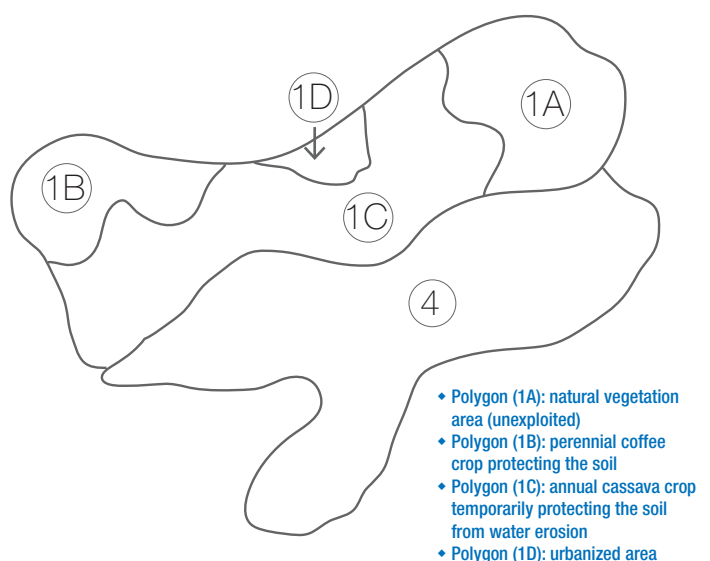 1D
1A
1B
1C
4
◆ Polygon (1A): natural vegetation
area (unexploited)
◆ Polygon (1B): perennial coffee
crop protecting the soil
◆ Polygon (1C): annual cassava crop
temporarily protecting the soil
from water erosion
◆ Polygon (1D): urbanized area